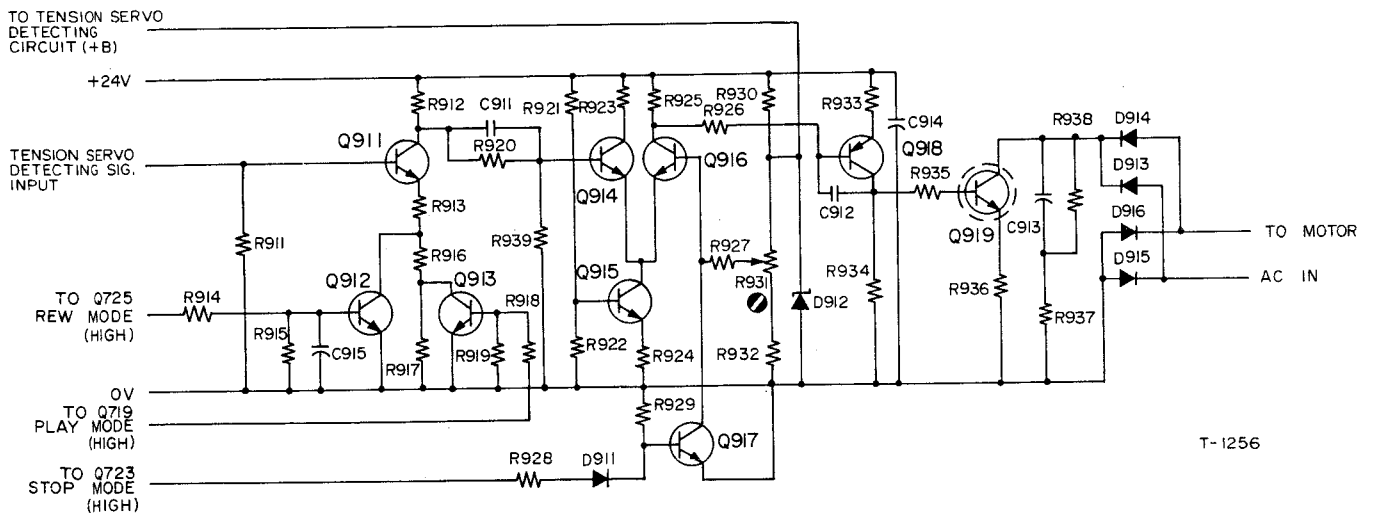 TO TENSION SERVO
DETECTING
CIRCUIT (+B)
+24V
R912
C911
R921
R923
R925
R930
R926
R933
C914
R938
D914
Q911
R920
Q916
Q918
D913
TENSION SERVO
DETECTING SIG.
INPUT
Q914
R935
C912
D916
R913
Q919
C913
R911
R916
R939
R927
TO MOTOR
D915
Q912
Q913
Q915
R931
R934
AC IN
TO Q725
REW MODE
(HIGH)
R914
R918
D912
R936
R937
R915
C915
R917
R919
R922
R924
R932
0V
TO Q719
PLAY MODE
(HIGH)
R929
Q917
T-1256
TO Q723
STOP MODE
(HIGH)
R928
D911